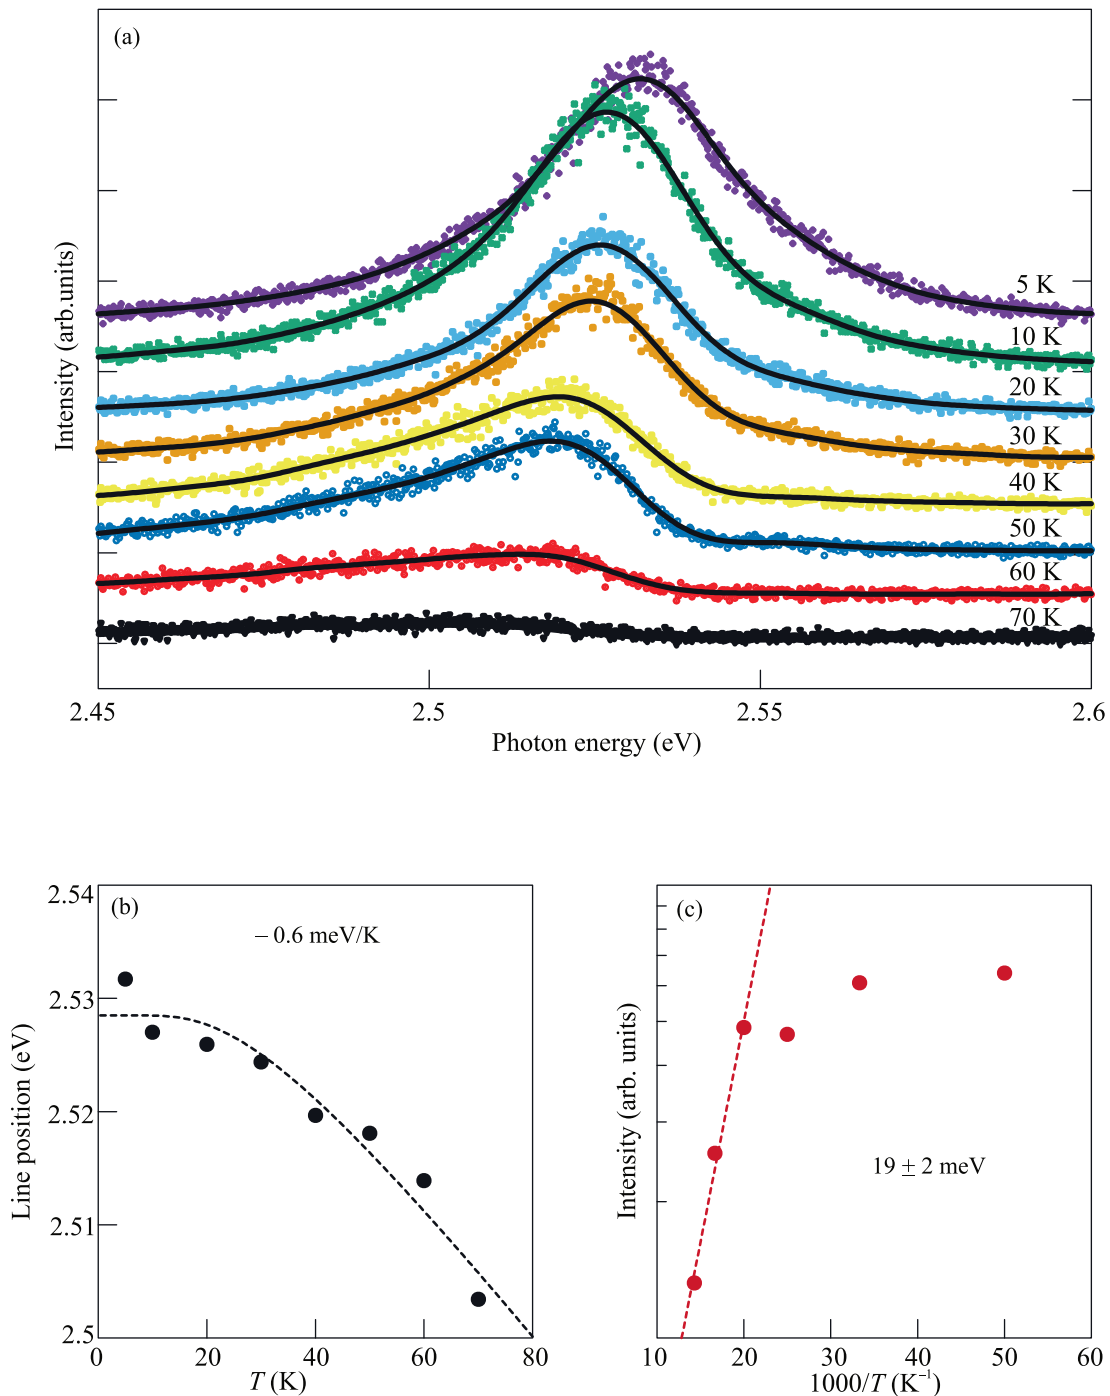 (a)
Intensity (arb.units)
5 K
10 K
20 K
30 K
40 K
50 K
60 K
70 K
2.45 2.5 2.55 2.6
Photon energy (eV)
(b)
– 0.6 meV/K
2.54
2.53
2.52
2.51
2.5
Line position (eV)
0 20 40 60 80
T (K)
(c)
19 ± 2 meV
Intensity (arb. units)
10 20 30 40 50 60
1000/T (K⁻¹)